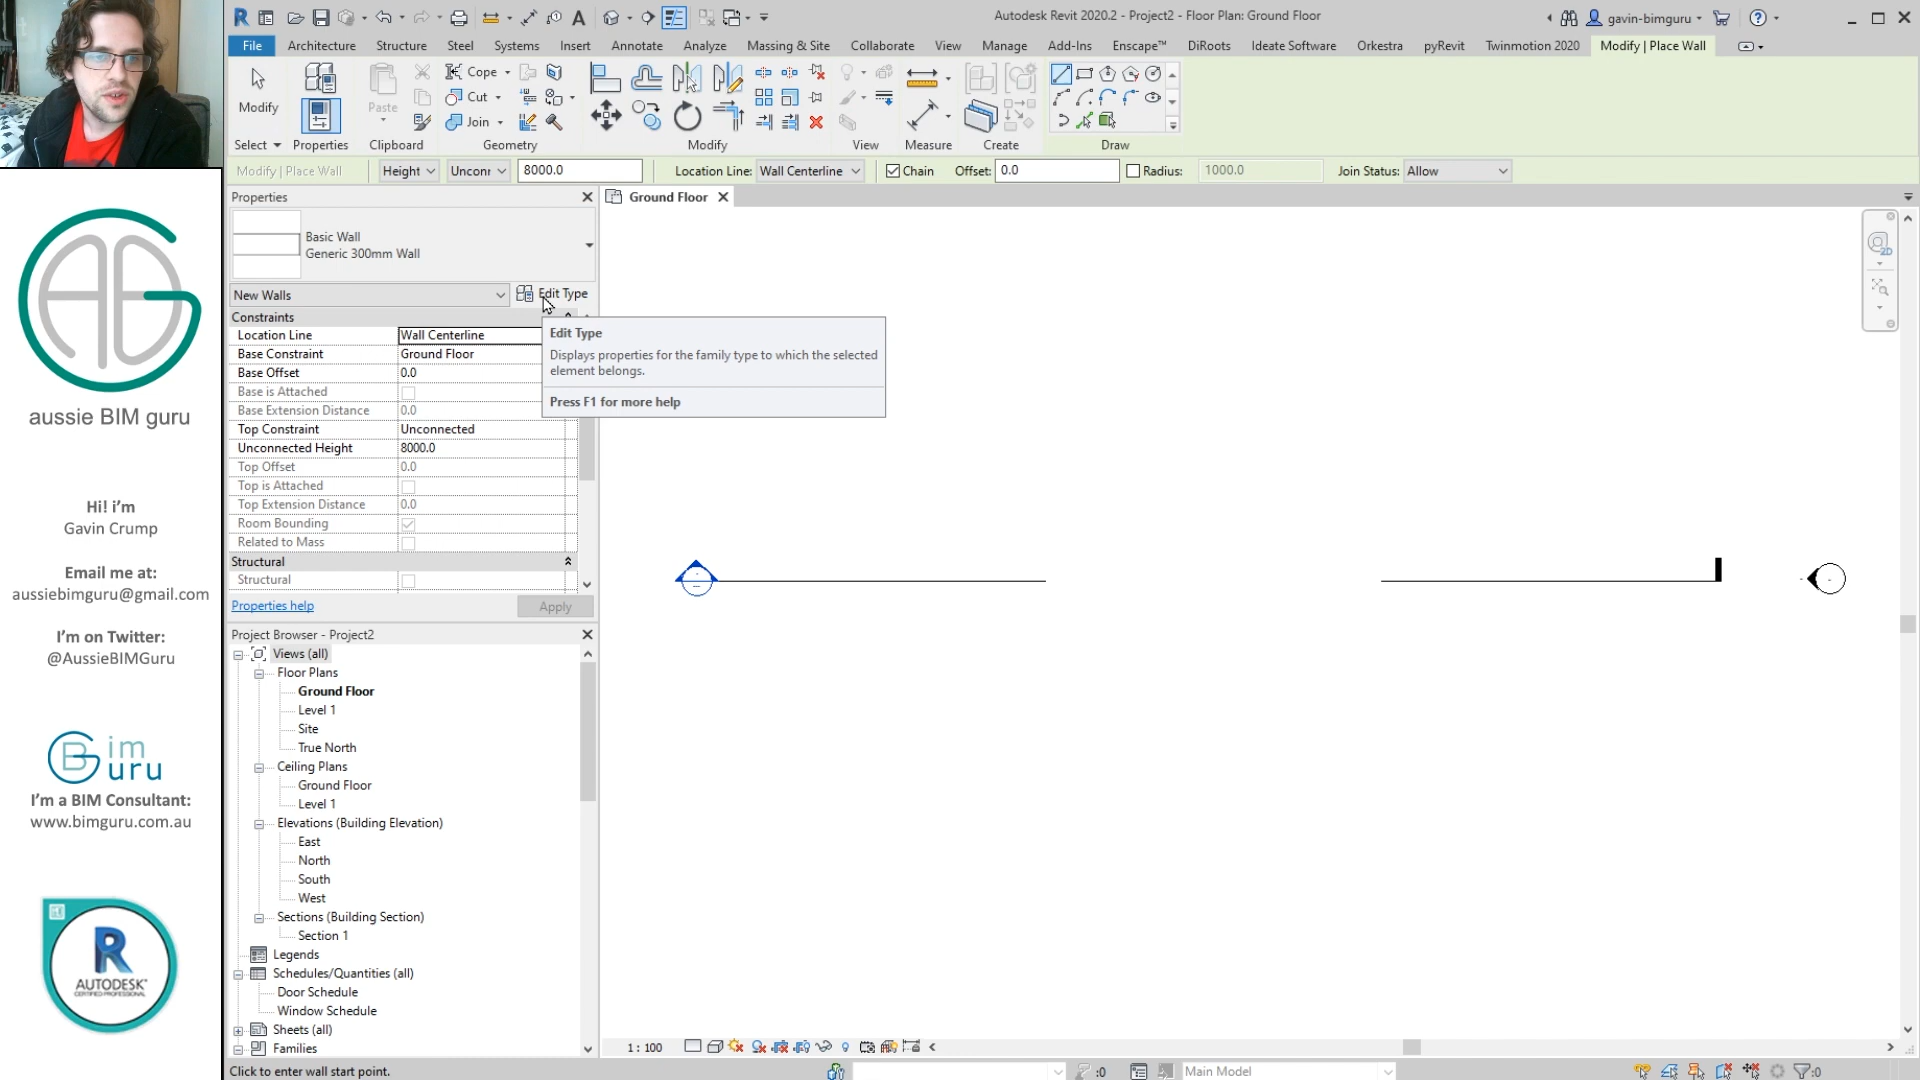 Autodesk Revit 2020.2 - Project2 - Floor Plan: Ground Floor
gavin-bimguru
File Architecture Structure Steel Systems Insert Annotate Analyze Massing & Site Collaborate View Manage Add-Ins Enscape™ DiRoots Ideate Software Orkestra pyRevit Twinmotion 2020 Modify | Place Wall
Modify
Paste
Cope
Cut
Join
Select Properties Clipboard Geometry Modify View Measure Create Draw
Modify | Place Wall Height Unconr 8000.0 Location Line: Wall Centerline Chain Offset: 0.0 Radius: 1000.0 Join Status: Allow
Properties
Ground Floor
Basic Wall
Generic 300mm Wall
New Walls Edit Type
Constraints
Location Line Wall Centerline
Base Constraint Ground Floor
Base Offset 0.0
Base is Attached
Base Extension Distance 0.0
Top Constraint Unconnected
Unconnected Height 8000.0
Top Offset 0.0
Top is Attached
Top Extension Distance 0.0
Room Bounding
Related to Mass
Structural
Structural
Properties help Apply
Edit Type
Displays properties for the family type to which the selected
element belongs.
Press F1 for more help
2D
Project Browser - Project2
Views (all)
Floor Plans
Ground Floor
Level 1
Site
True North
Ceiling Plans
Ground Floor
Level 1
Elevations (Building Elevation)
East
North
South
West
Sections (Building Section)
Section 1
Legends
Schedules/Quantities (all)
Door Schedule
Window Schedule
Sheets (all)
Families
1 : 100
Click to enter wall start point.
:0
Main Model
:0
aussie BIM guru
Hi! i'm
Gavin Crump
Email me at:
aussiebimguru@gmail.com
I'm on Twitter:
@AussieBIMGuru
Bim
Guru
I'm a BIM Consultant:
www.bimguru.com.au
R
AUTODESK
CERTIFIED PROFESSIONAL